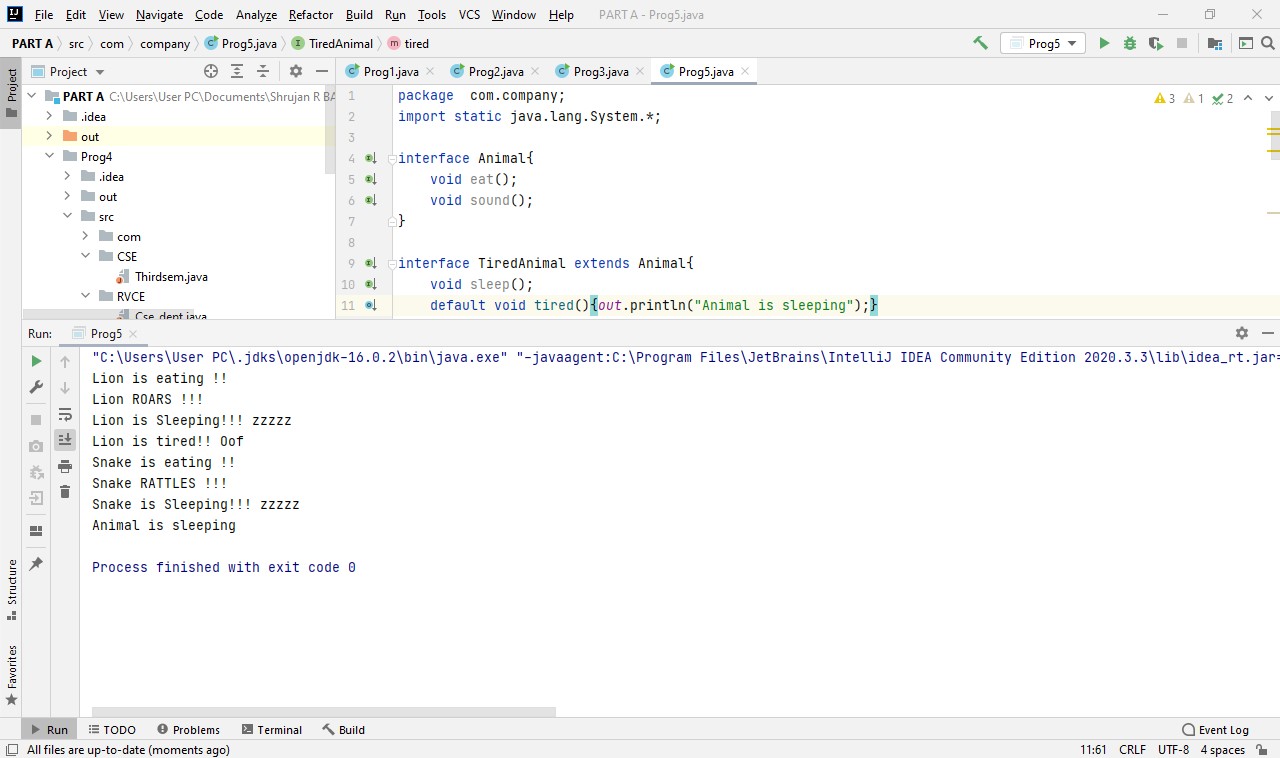 File Edit View Navigate Code Analyze Refactor Build Run Tools VCS Window Help PART A - Prog5.java
PART A src com company Prog5.java TiredAnimal tired Prog5
Project
Project
Prog1.java Prog2.java Prog3.java Prog5.java
PART A C:\Users\User PC\Documents\Shrujan R BA
.idea
out
Prog4
.idea
out
src
com
CSE
Thirdsem.java
RVCE
Cse_dent.java
1 package com.company;
2 import static java.lang.System.*;
3
4 interface Animal{
5 void eat();
6 void sound();
7 }
8
9 interface TiredAnimal extends Animal{
10 void sleep();
11 default void tired(){out.println("Animal is sleeping");}
3 1 2
Run: Prog5
"C:\Users\User PC\.jdks\openjdk-16.0.2\bin\java.exe" "-javaagent:C:\Program Files\JetBrains\IntelliJ IDEA Community Edition 2020.3.3\lib\idea_rt.jar=
Lion is eating !!
Lion ROARS !!!
Lion is Sleeping!!! zzzzz
Lion is tired!! Oof
Snake is eating !!
Snake RATTLES !!!
Snake is Sleeping!!! zzzzz
Animal is sleeping
Process finished with exit code 0
Structure
Favorites
Run TODO Problems Terminal Build Event Log
All files are up-to-date (moments ago) 11:61 CRLF UTF-8 4 spaces